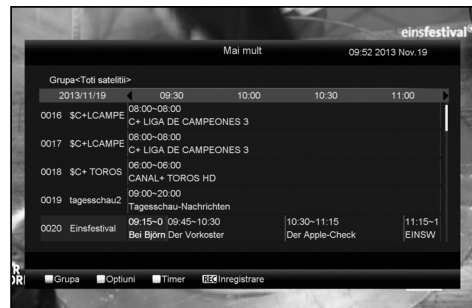 einsfestival
Mai mult 09:52 2013 Nov.19
Grupa<Toti satelitii>
2013/11/19 09:30 10:00 10:30 11:00
0016 $C+LCAMPE 08:00~08:00
C+ LIGA DE CAMPEONES 3
0017 $C+LCAMPE 08:00~08:00
C+ LIGA DE CAMPEONES 3
0018 $C+ TOROS 06:00~06:00
CANAL+ TOROS HD
0019 tagesschau2 09:00~20:00
Tagesschau-Nachrichten
0020 Einsfestival 09:15~0 09:45~10:30 10:30~11:15 11:15~1
Bei Björn Der Vorkoster Der Apple-Check EINSW
Grupa Optiuni Timer REC Inregistrare